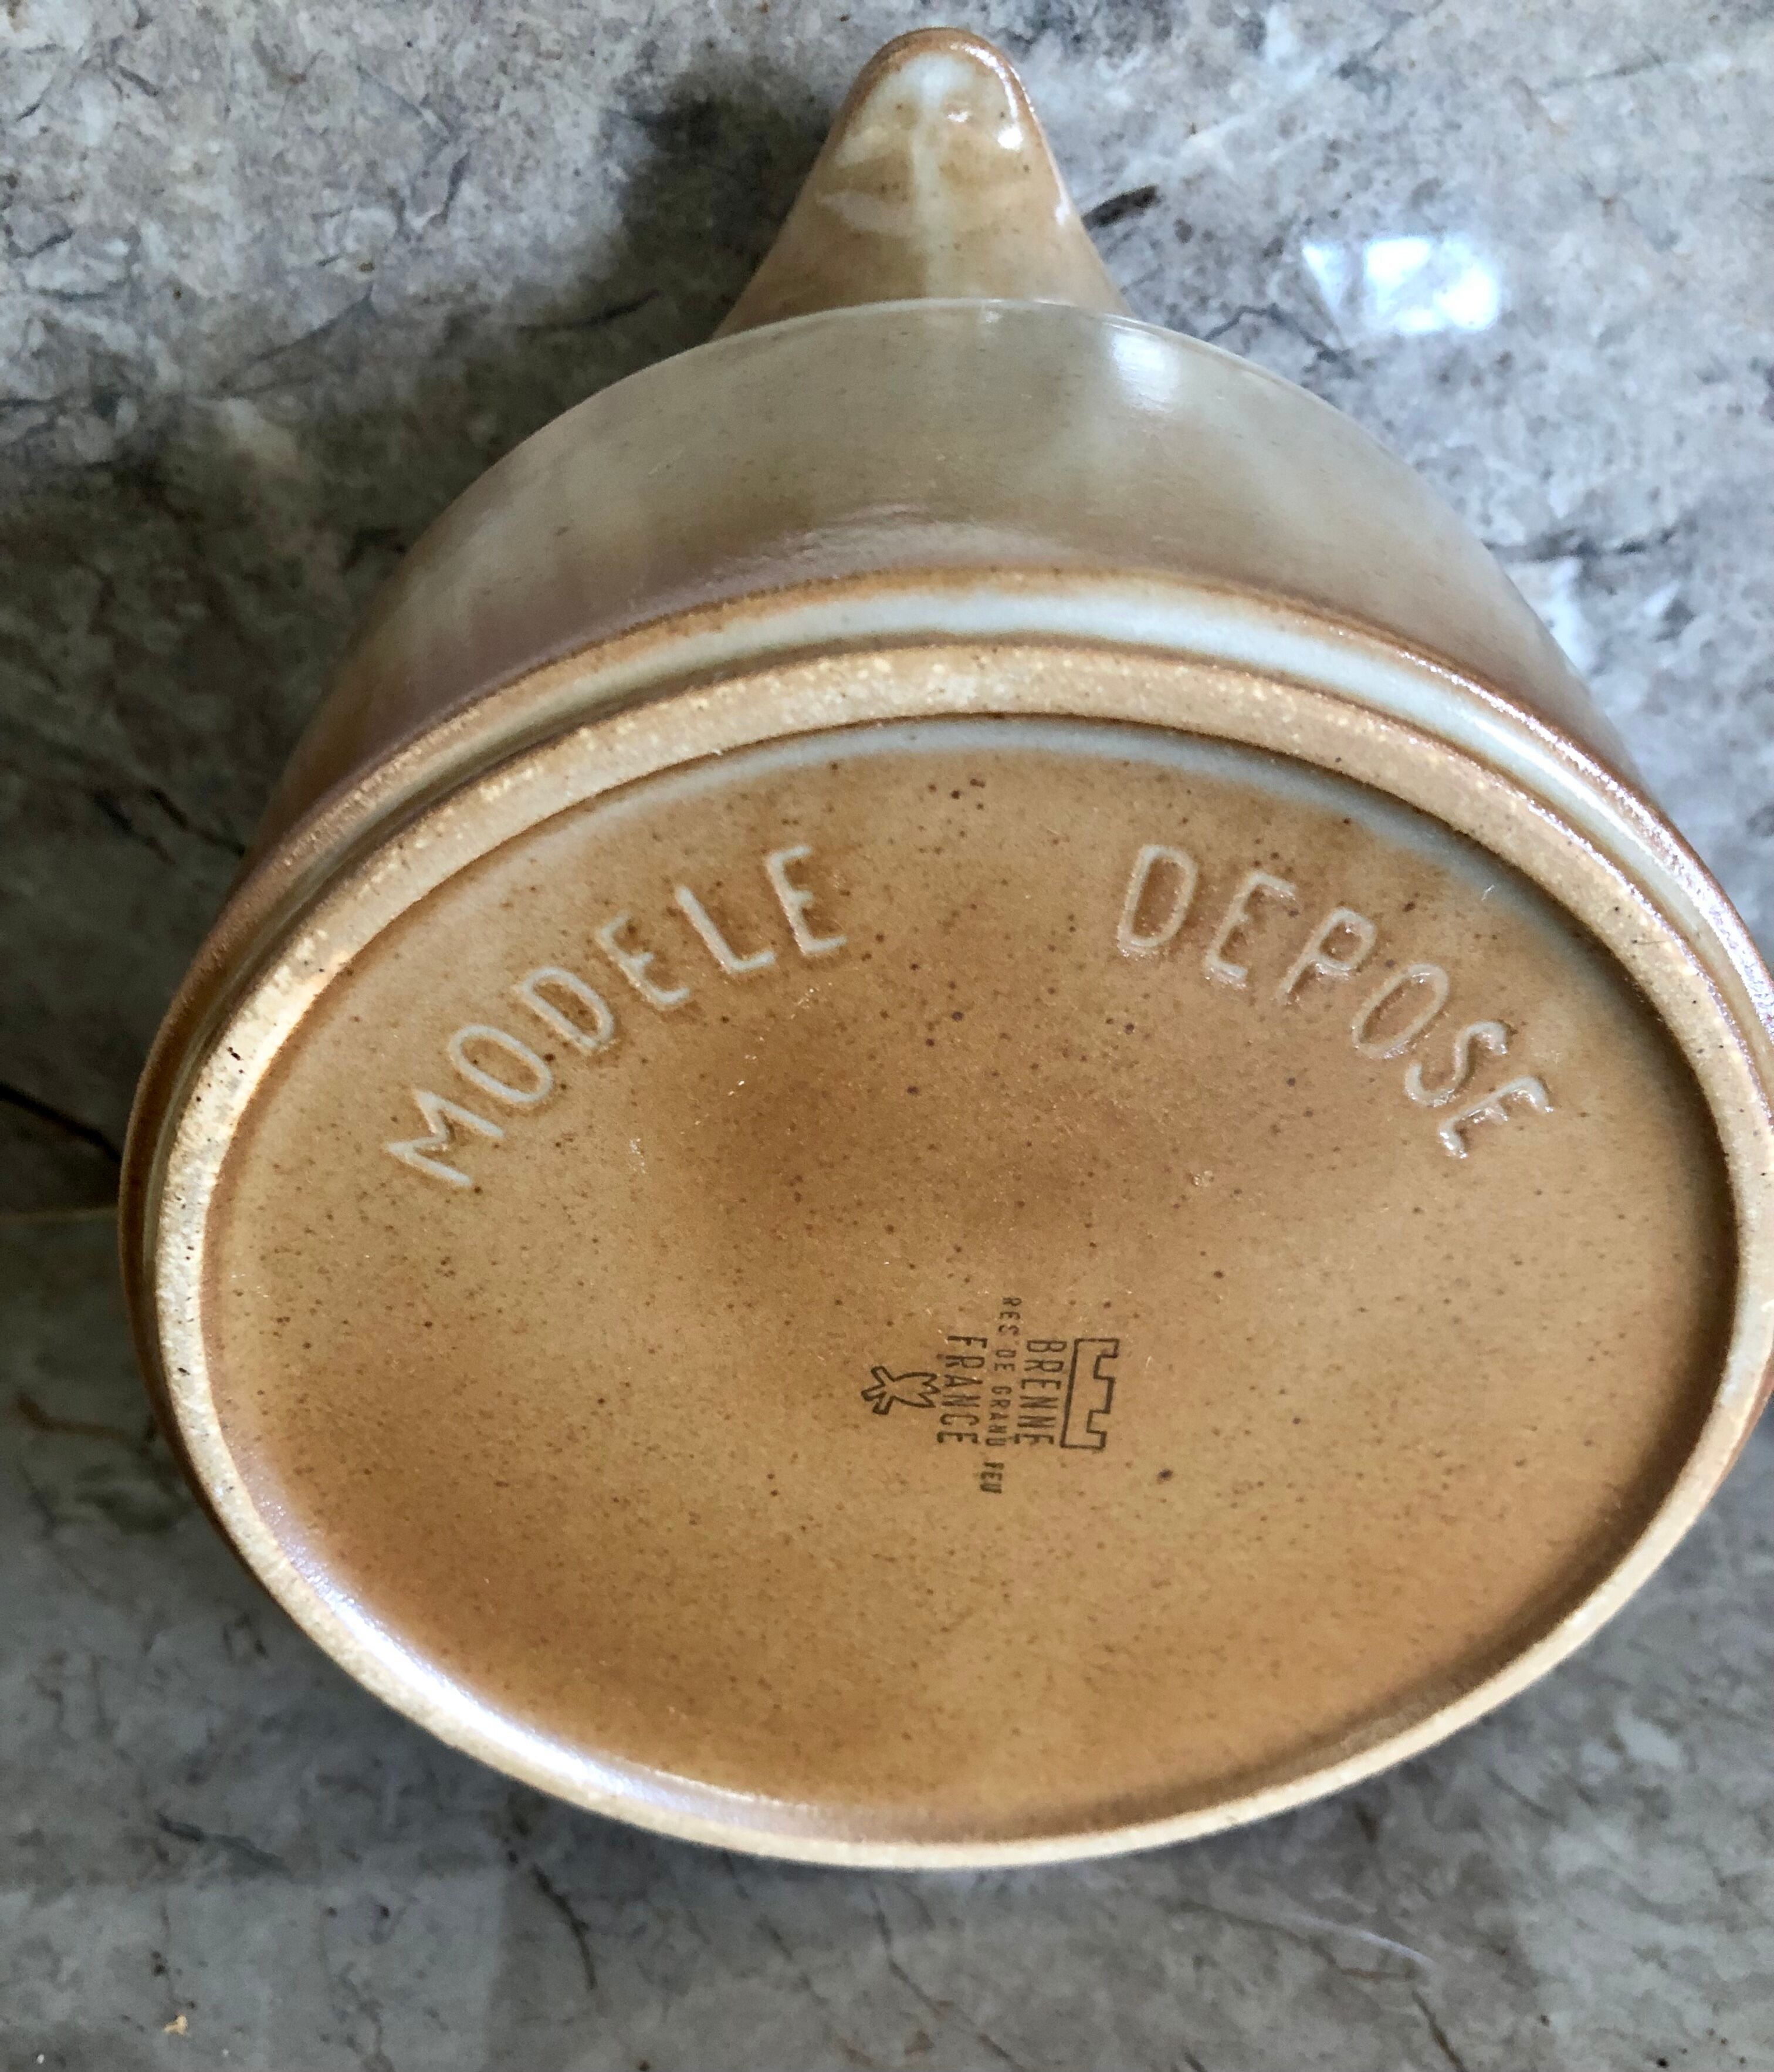 MODELE DEPOSE
BRENNE
RES DE GRAND FEU
FRANCE